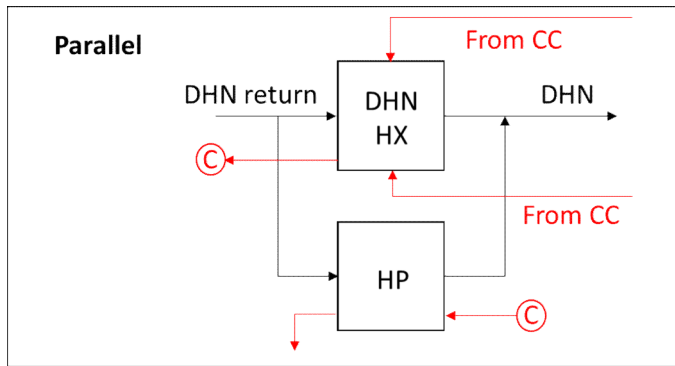 From CC
Parallel
DHN return
DHN
HX
DHN
C
From CC
HP
C